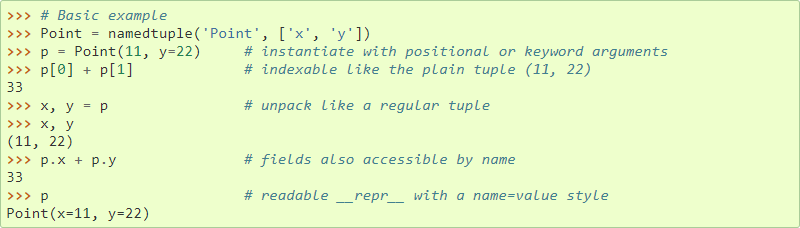 >>> # Basic example
>>> Point = namedtuple('Point', ['x', 'y'])
>>> p = Point(11, y=22)     # instantiate with positional or keyword arguments
>>> p[0] + p[1]             # indexable like the plain tuple (11, 22)
33
>>> x, y = p                # unpack like a regular tuple
>>> x, y
(11, 22)
>>> p.x + p.y               # fields also accessible by name
33
>>> p                       # readable __repr__ with a name=value style
Point(x=11, y=22)